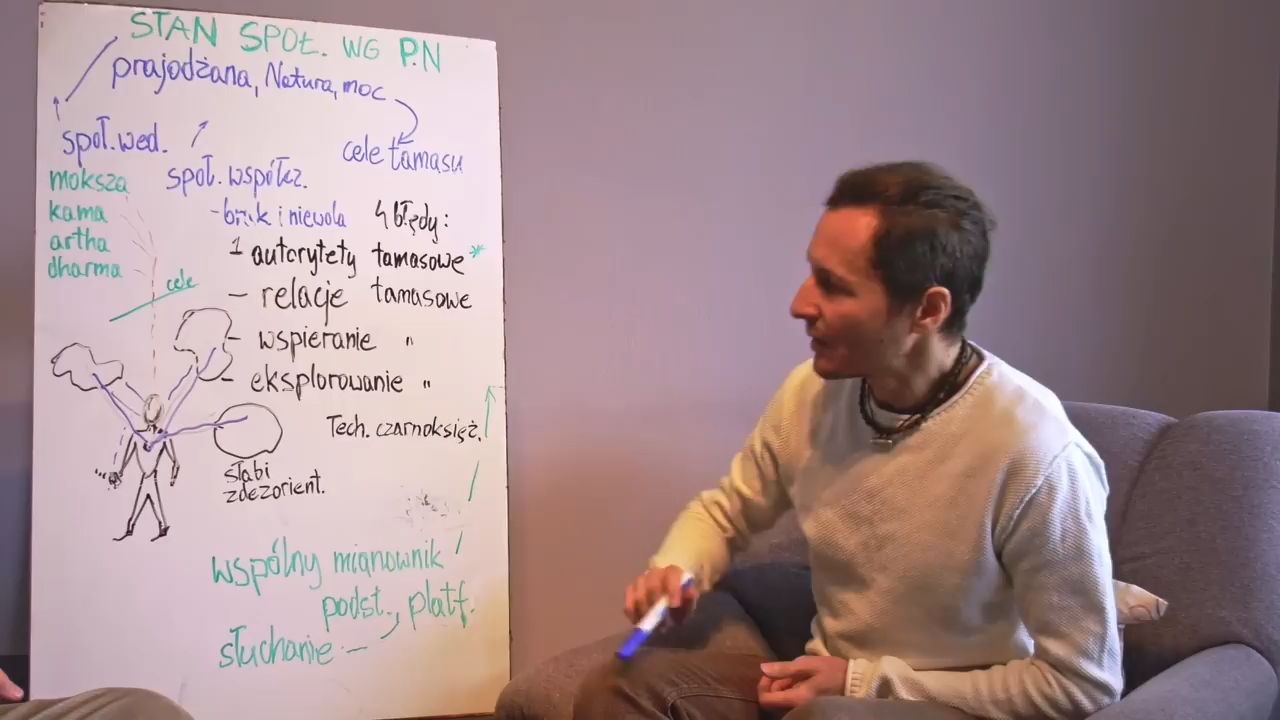 STAN SPOŁ. WG P.N
prajodżana, Natura, moc
społ. wed.
cele tamasu
moksza
społ. współcz.
kama
- brak i niewola
4 błędy:
artha
1 autorytety tamasowe *
dharma
cele
- relacje tamasowe
- wspieranie "
- eksplorowanie "
Tech. czarnoksięż.
słabi
zdezorient.
wspólny mianownik
podst., platf.
słuchanie -